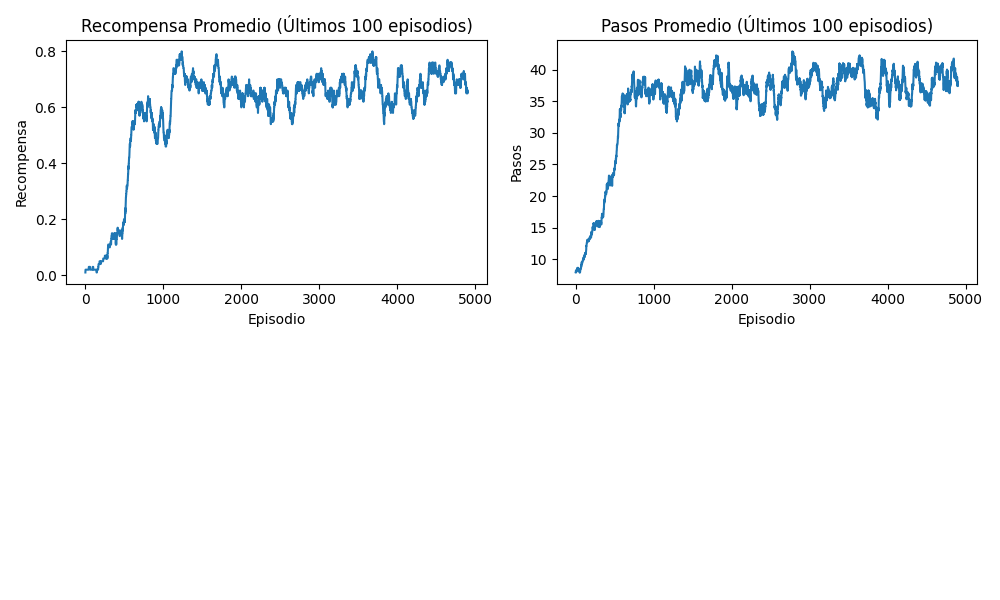 Recompensa Promedio (Últimos 100 episodios)
Recompensa
0.8
0.6
0.4
0.2
0.0
0 1000 2000 3000 4000 5000
Episodio
Pasos Promedio (Últimos 100 episodios)
Pasos
40
35
30
25
20
15
10
0 1000 2000 3000 4000 5000
Episodio